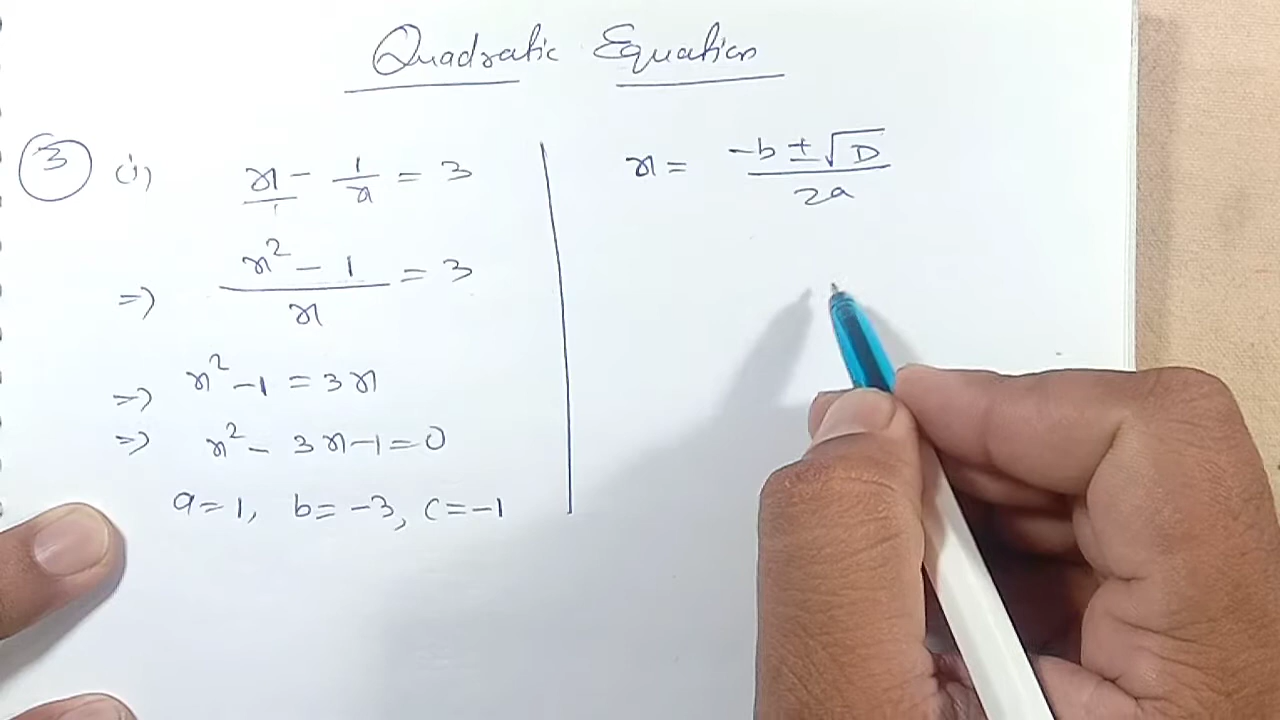 Quadratic Equation
3 (i) x/1 - 1/x = 3
=> (x² - 1)/x = 3
=> x² - 1 = 3x
=> x² - 3x - 1 = 0
a = 1, b = -3, c = -1
x = (-b ± √D)/2a